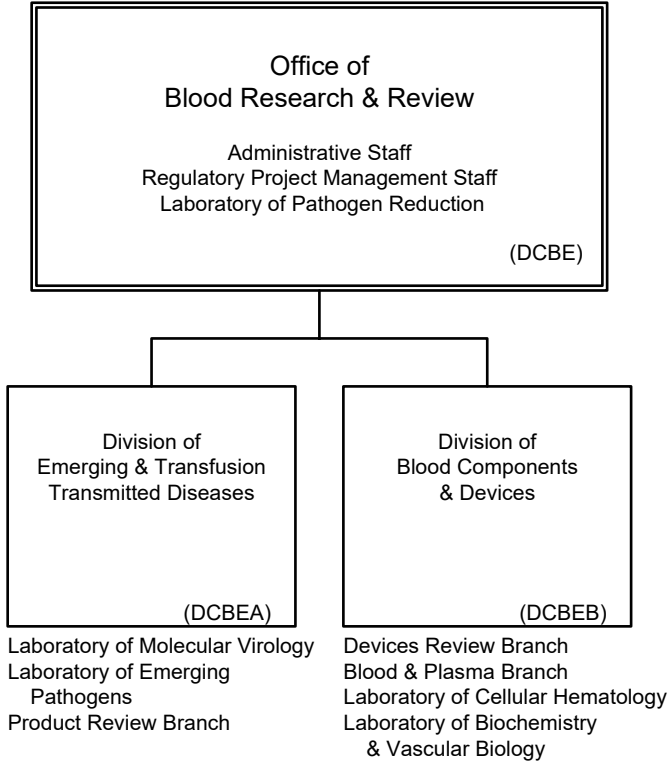 Office of
Blood Research & Review
Administrative Staff
Regulatory Project Management Staff
Laboratory of Pathogen Reduction
(DCBE)
Division of
Emerging & Transfusion
Transmitted Diseases
(DCBEA)
Laboratory of Molecular Virology
Laboratory of Emerging
Pathogens
Product Review Branch
Division of
Blood Components
& Devices
(DCBEB)
Devices Review Branch
Blood & Plasma Branch
Laboratory of Cellular Hematology
Laboratory of Biochemistry
& Vascular Biology